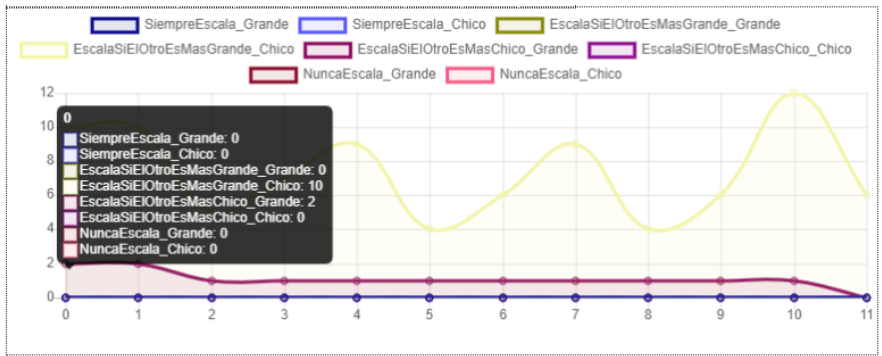 SiempreEscala_Grande SiempreEscala_Chico EscalaSiElOtroEsMasGrande_Grande
EscalaSiElOtroEsMasGrande_Chico EscalaSiElOtroEsMasChico_Grande EscalaSiElOtroEsMasChico_Chico
NuncaEscala_Grande NuncaEscala_Chico
12
10
8
6
4
2
0
0
SiempreEscala_Grande: 0
SiempreEscala_Chico: 0
EscalaSiElOtroEsMasGrande_Grande: 0
EscalaSiElOtroEsMasGrande_Chico: 10
EscalaSiElOtroEsMasChico_Grande: 2
EscalaSiElOtroEsMasChico_Chico: 0
NuncaEscala_Grande: 0
NuncaEscala_Chico: 0
0 1 2 3 4 5 6 7 8 9 10 11